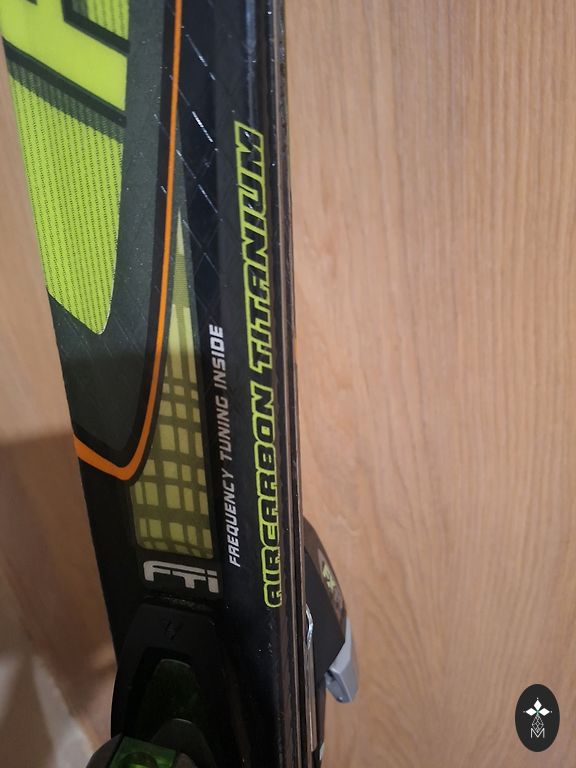 FREQUENCY TUNING INSIDE
AIRCARBON TITANIUM
FTi